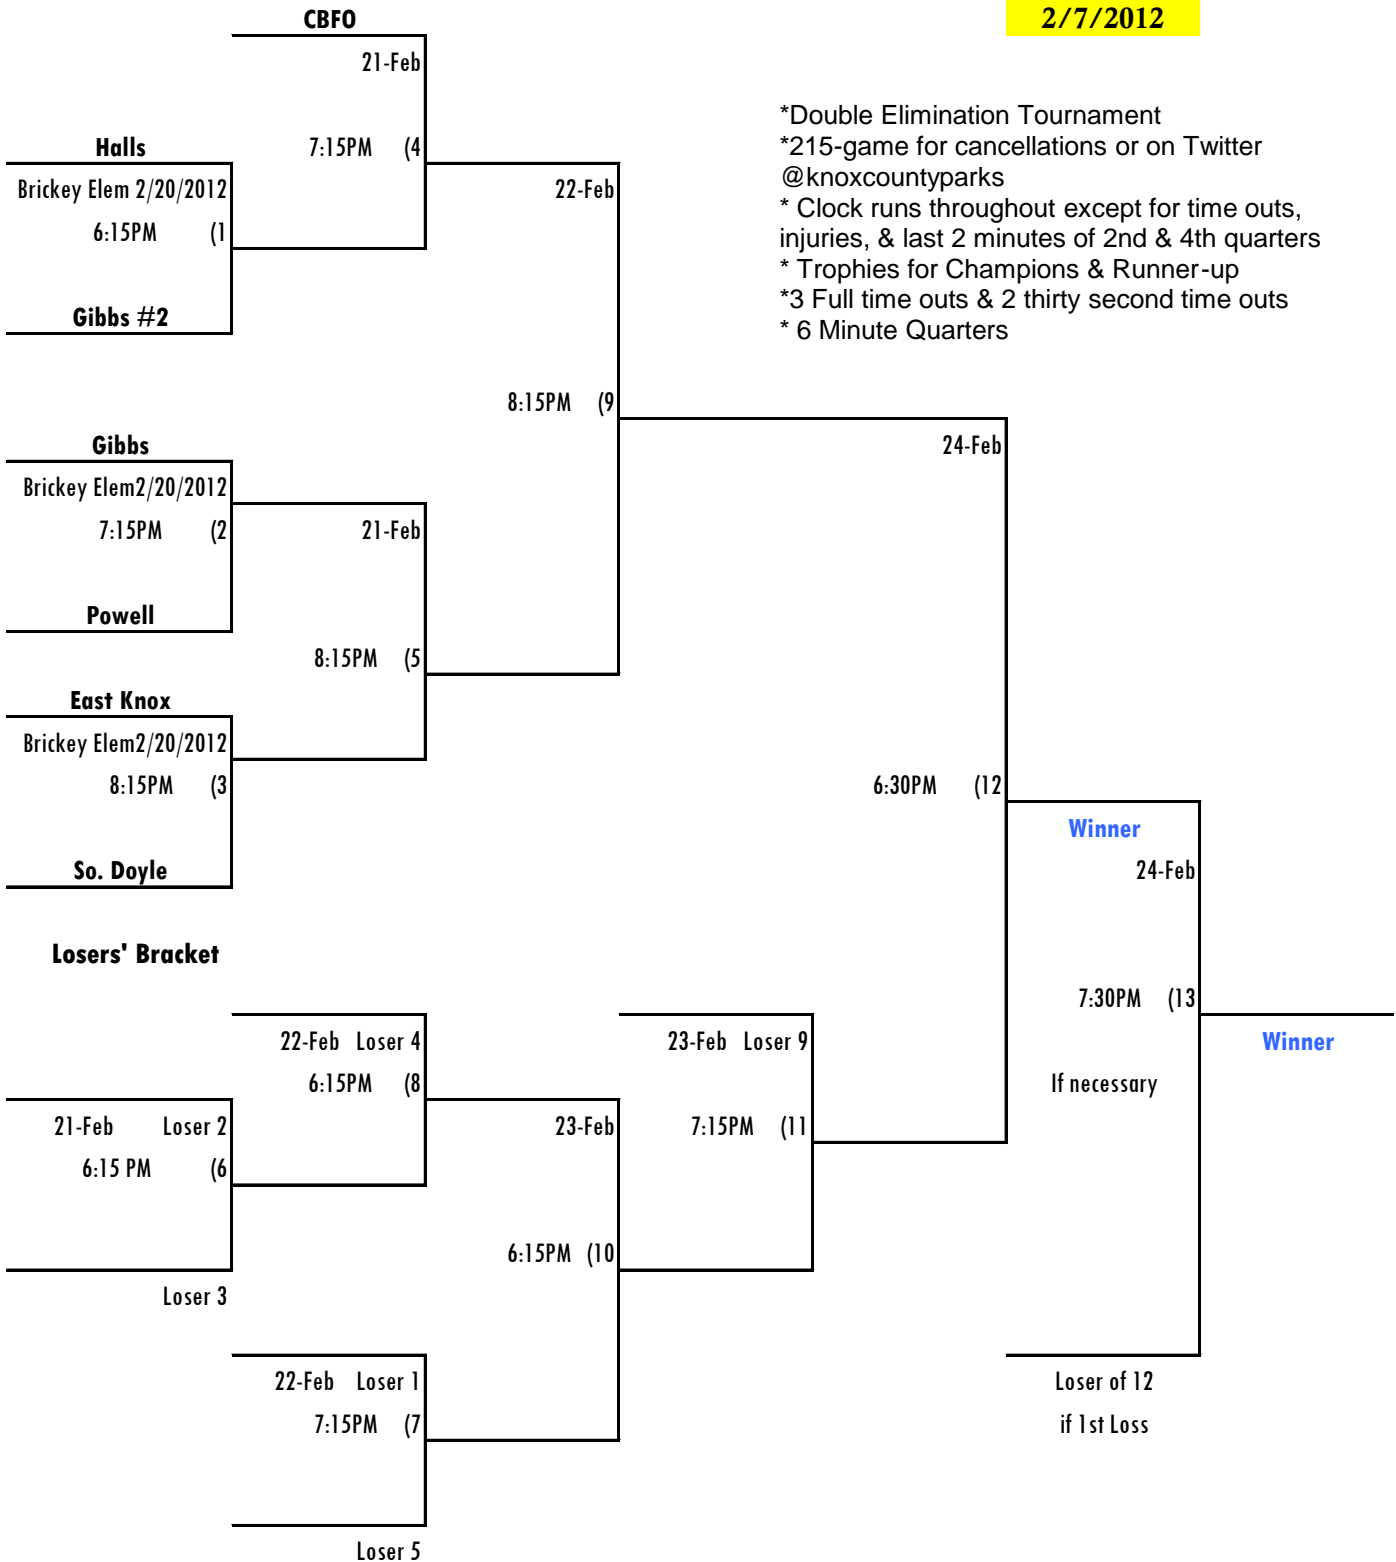 CBFO
2/7/2012
21-Feb
*Double Elimination Tournament
*215-game for cancellations or on Twitter
@knoxcountyparks
* Clock runs throughout except for time outs,
injuries, & last 2 minutes of 2nd & 4th quarters
* Trophies for Champions & Runner-up
*3 Full time outs & 2 thirty second time outs
* 6 Minute Quarters
Halls
7:15PM (4
Brickey Elem 2/20/2012
22-Feb
6:15PM (1
Gibbs #2
8:15PM (9
Gibbs
24-Feb
Brickey Elem2/20/2012
7:15PM (2
21-Feb
Powell
8:15PM (5
East Knox
Brickey Elem2/20/2012
8:15PM (3
6:30PM (12
Winner
So. Doyle
24-Feb
Losers' Bracket
7:30PM (13
22-Feb Loser 4
23-Feb Loser 9
Winner
6:15PM (8
If necessary
21-Feb Loser 2
23-Feb
7:15PM (11
6:15 PM (6
6:15PM (10
Loser 3
22-Feb Loser 1
Loser of 12
7:15PM (7
if 1st Loss
Loser 5